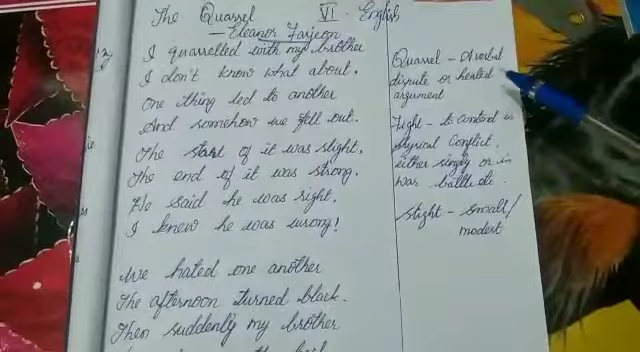 The Quarrel VI - English
- Eleanor Farjeon
I quarrelled with my brother
I don't know what about,
One thing led to another
And somehow we fell out.
The start of it was slight,
The end of it was strong,
He said he was right,
I knew he was wrong!
We hated one another
The afternoon turned black.
Then suddenly my brother
Quarrel - A verbal
dispute or heated
argument
Fight - to contend in
physical conflict,
either singly or in
war battle etc.
slight - small/
modest